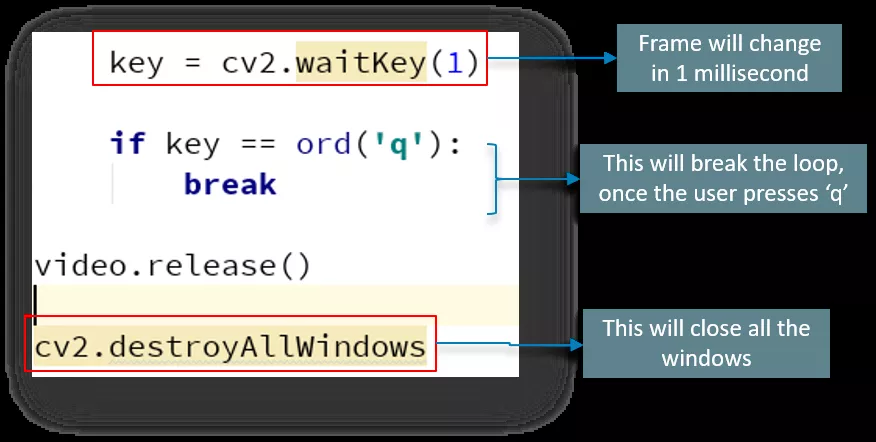 key = cv2.waitKey(1)
Frame will change
in 1 millisecond
if key == ord('q'):
break
This will break the loop,
once the user presses ‘q’
video.release()
cv2.destroyAllWindows
This will close all the
windows